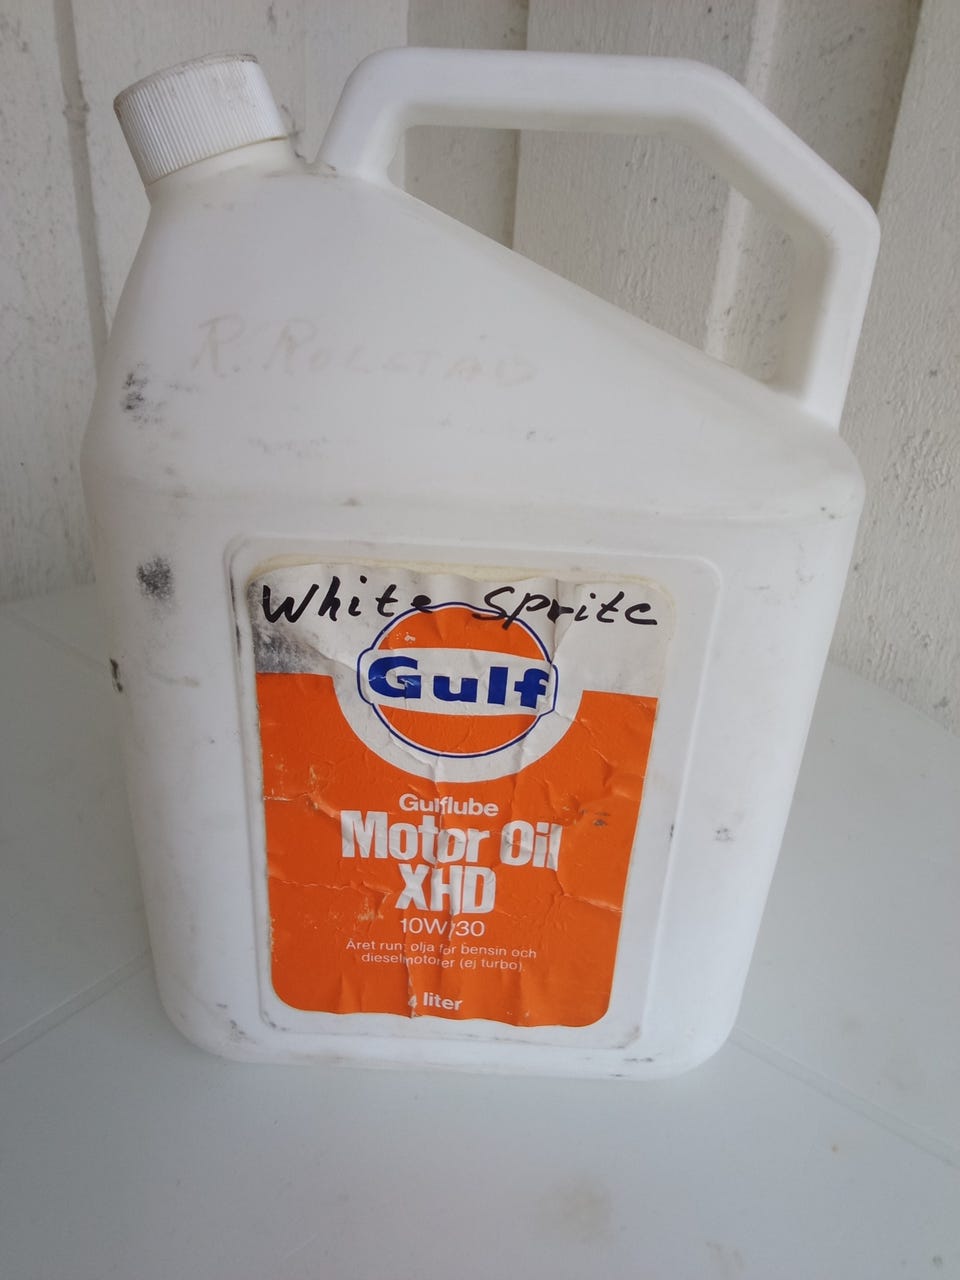 R. ROLSTAD
White Sprite
Gulf
Gulflube
Motor Oil
XHD
10W/30
Året runt olja för bensin och
dieselmotorer (ej turbo).
4 liter